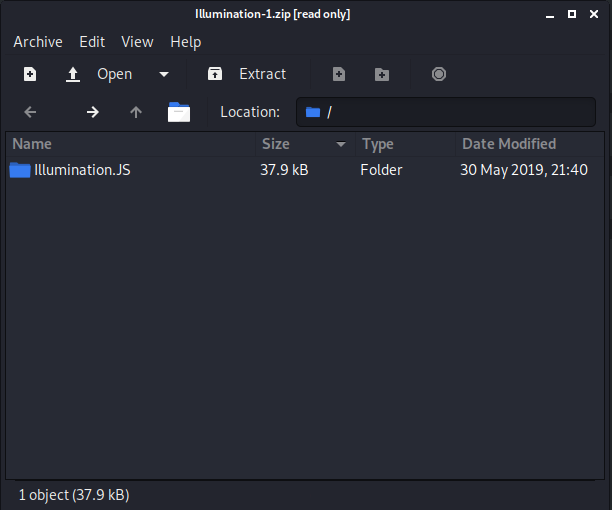 Illumination-1.zip [read only]
Archive Edit View Help
Open Extract
Location: /
Name Size Type Date Modified
Illumination.JS 37.9 kB Folder 30 May 2019, 21:40
1 object (37.9 kB)